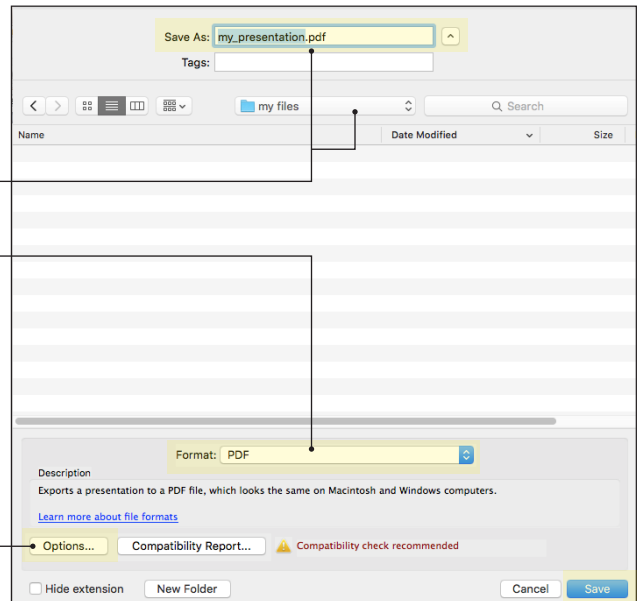 Save As: my_presentation.pdf
Tags:
my files
Search
Name Date Modified Size
Format: PDF
Description
Exports a presentation to a PDF file, which looks the same on Macintosh and Windows computers.
Learn more about file formats
Options... Compatibility Report... Compatibility check recommended
Hide extension New Folder Cancel Save